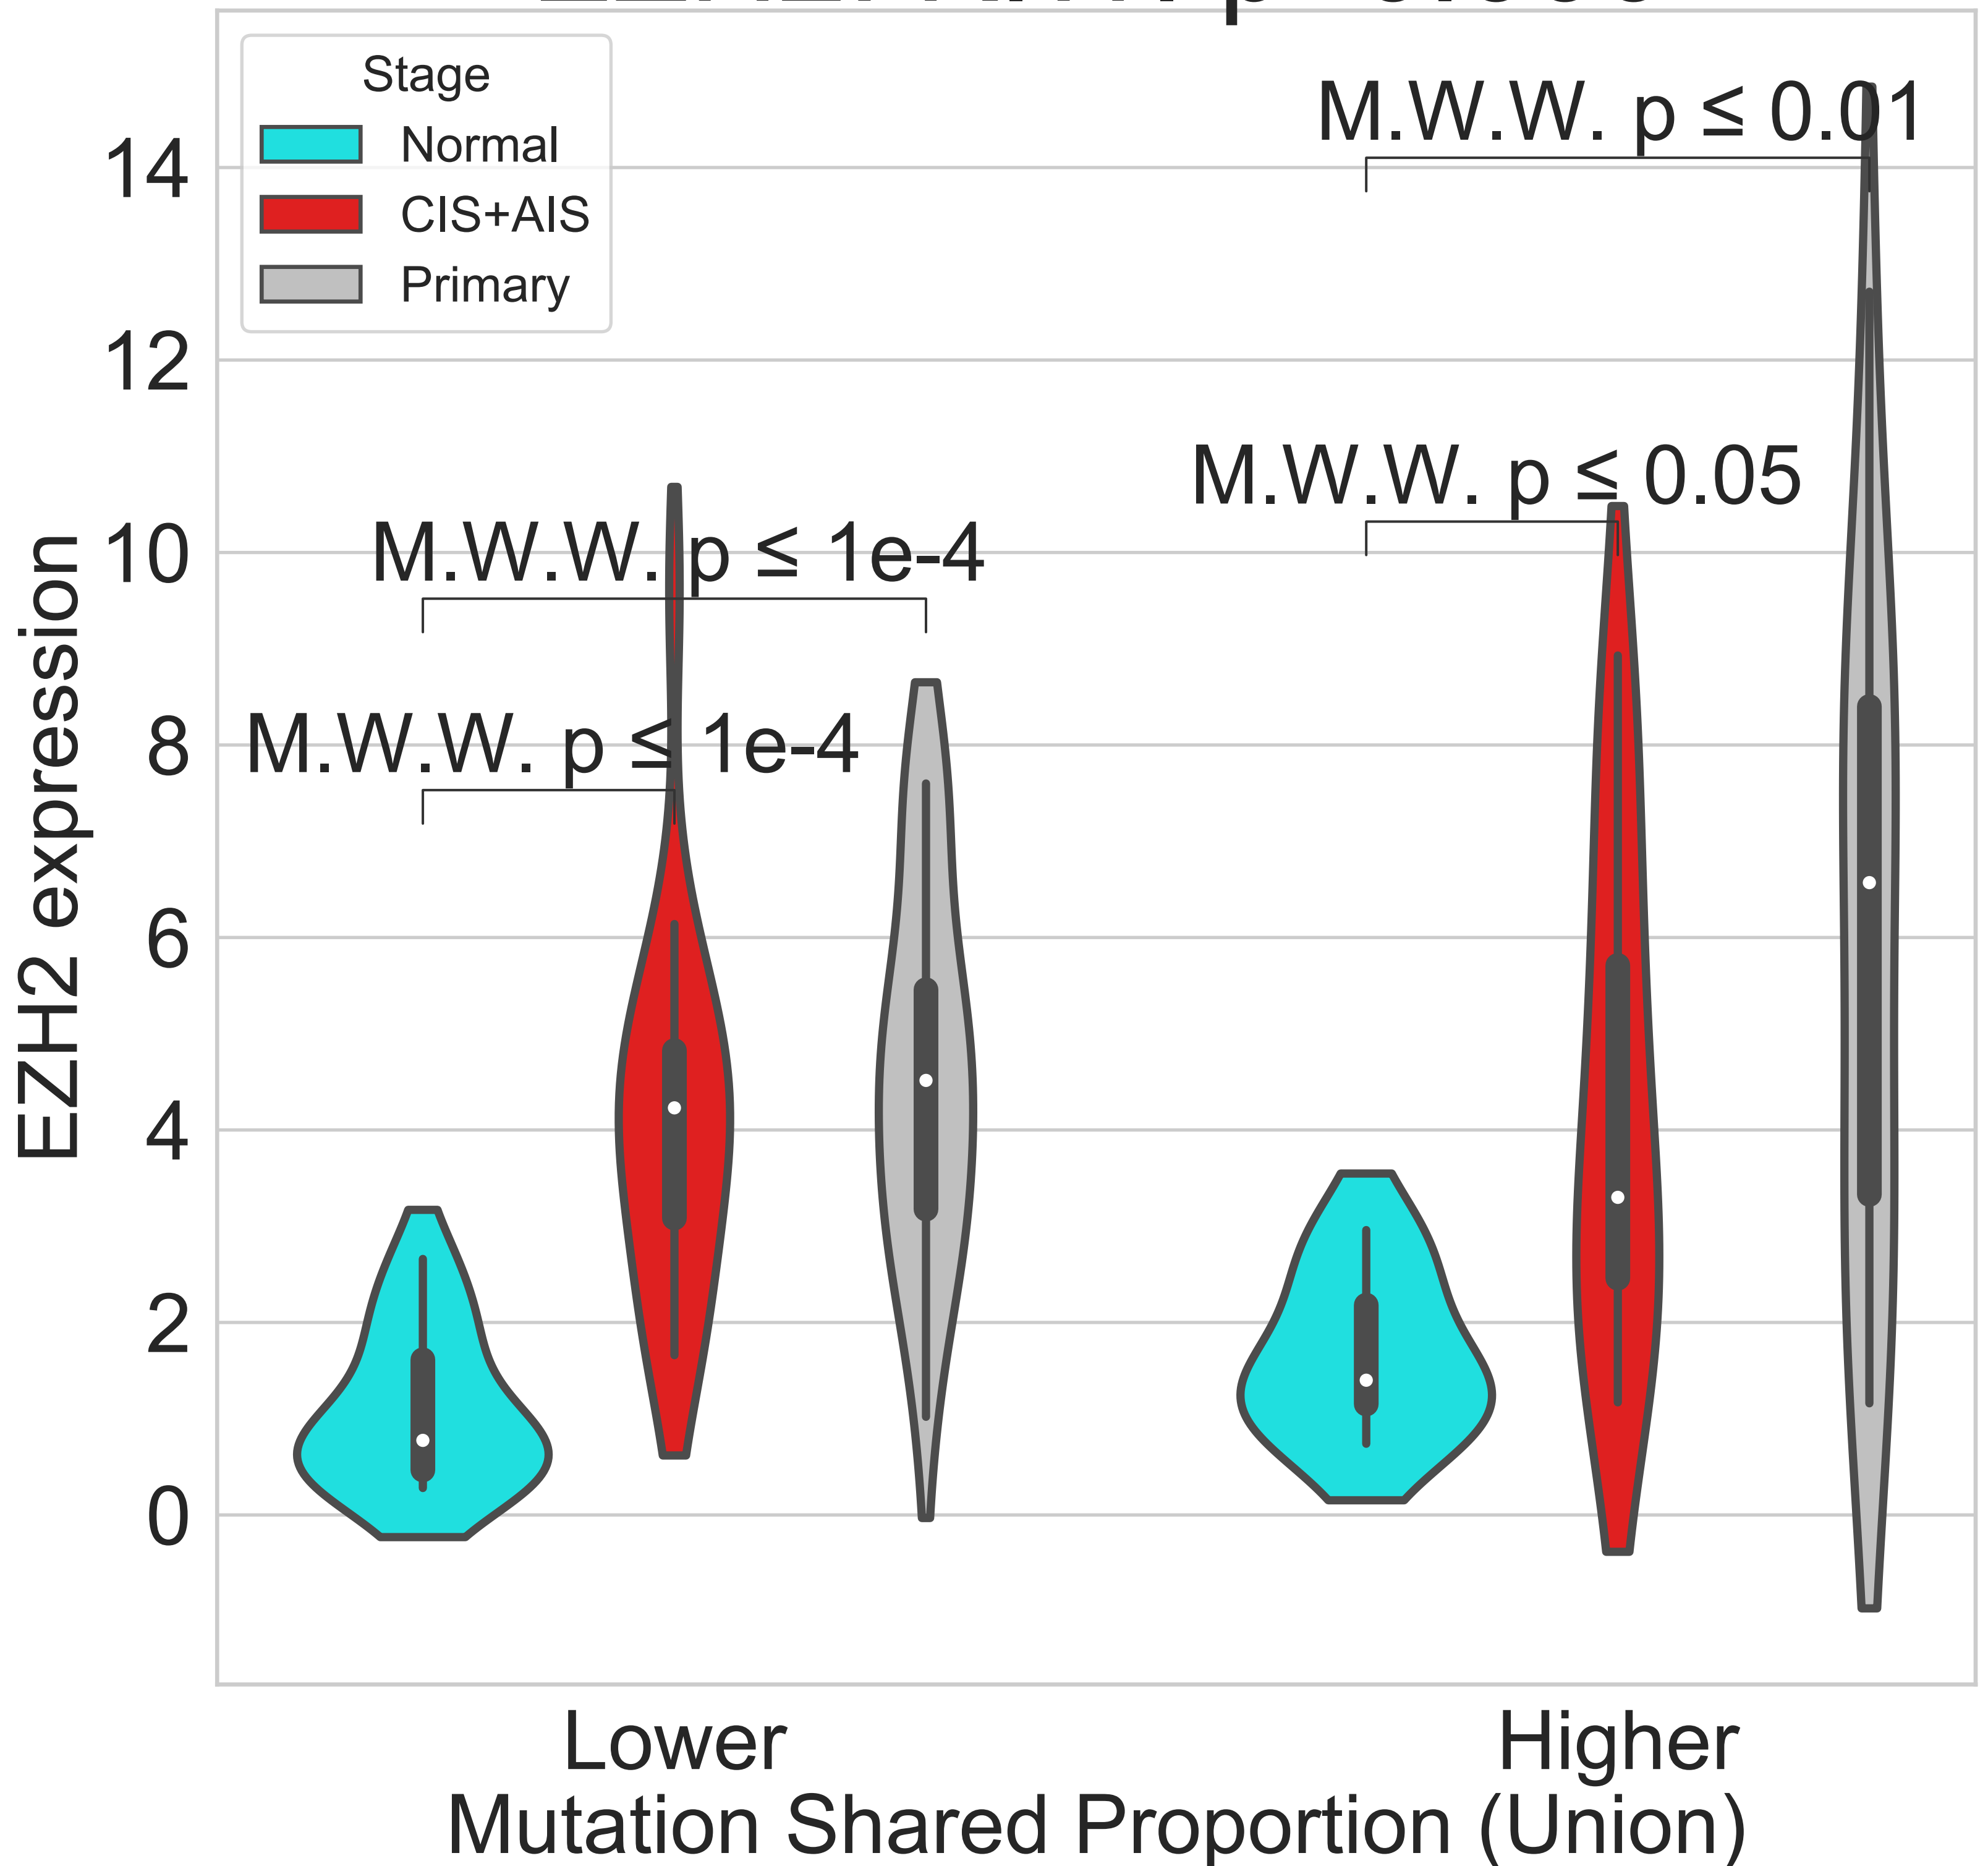 Stage
Normal
CIS+AIS
Primary
M.W.W. p ≤ 0.01
M.W.W. p ≤ 0.05
M.W.W. p ≤ 1e-4
M.W.W. p ≤ 1e-4
14
12
10
8
6
4
2
0
EZH2 expression
Lower
Higher
Mutation Shared Proportion (Union)